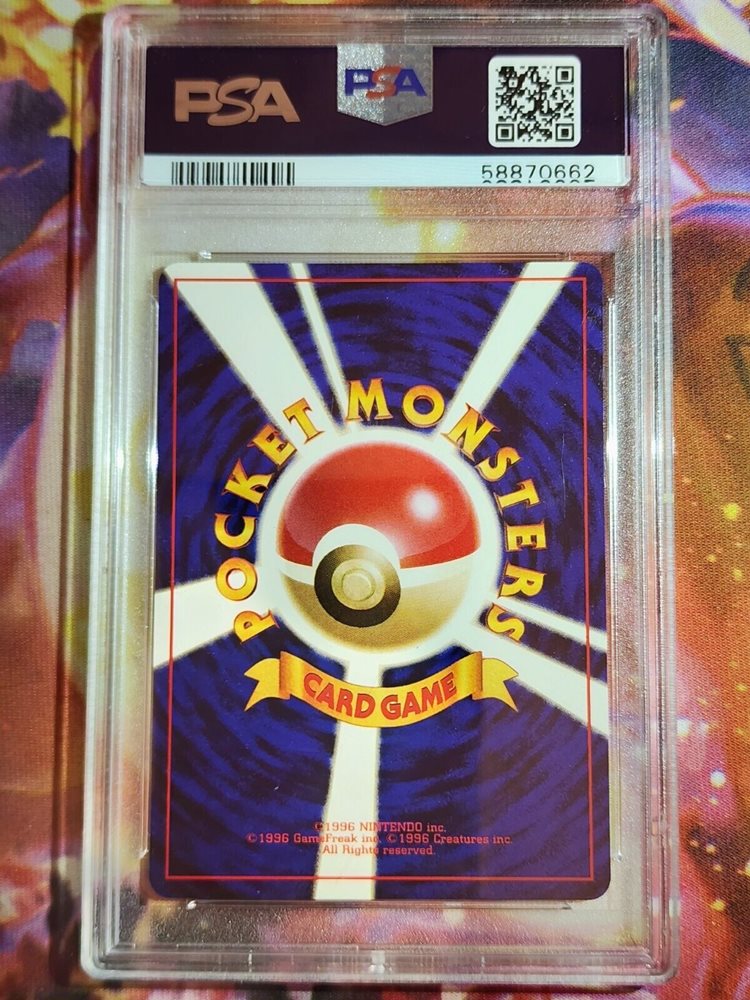 PSA
PSA
58870662
POCKET MONSTERS
CARD GAME
©1996 NINTENDO inc.
©1996 GameFreak inc. ©1996 Creatures inc.
All Rights reserved.